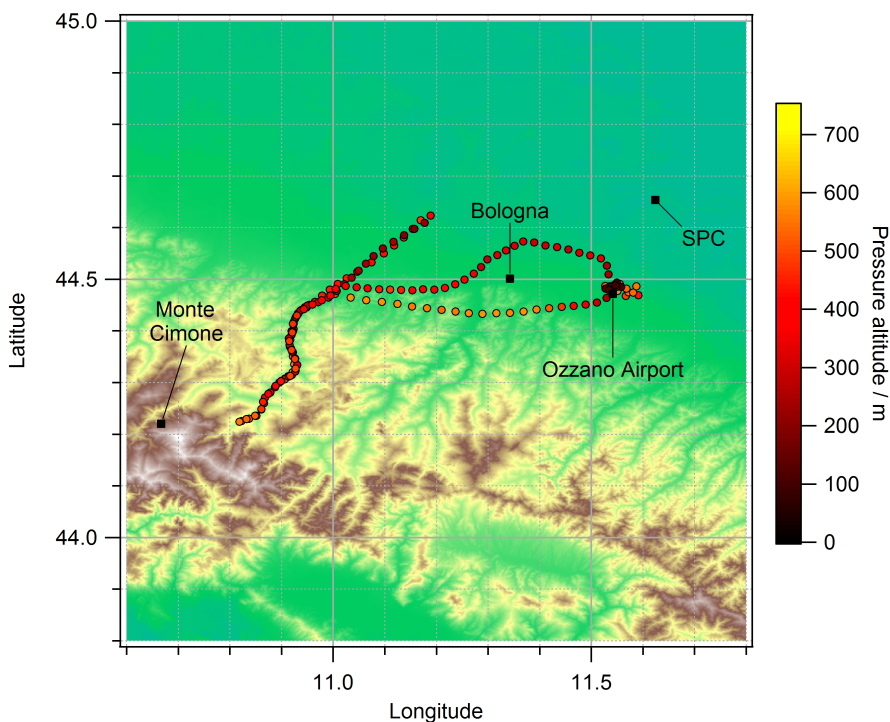 45.0
44.5
44.0
Latitude
11.0
11.5
Longitude
Bologna
SPC
Monte
Cimone
Ozzano Airport
700
600
500
400
300
200
100
0
Pressure altitude / m